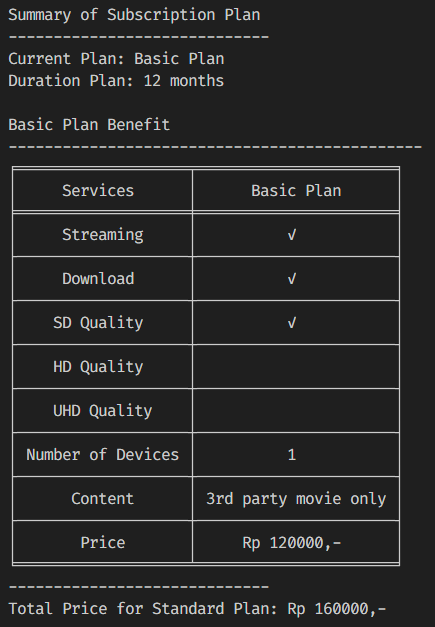 Summary of Subscription Plan
-----------------------------
Current Plan: Basic Plan
Duration Plan: 12 months
Basic Plan Benefit
----------------------------------------------
Services Basic Plan
Streaming √
Download √
SD Quality √
HD Quality
UHD Quality
Number of Devices 1
Content 3rd party movie only
Price Rp 120000,-
-----------------------------
Total Price for Standard Plan: Rp 160000,-